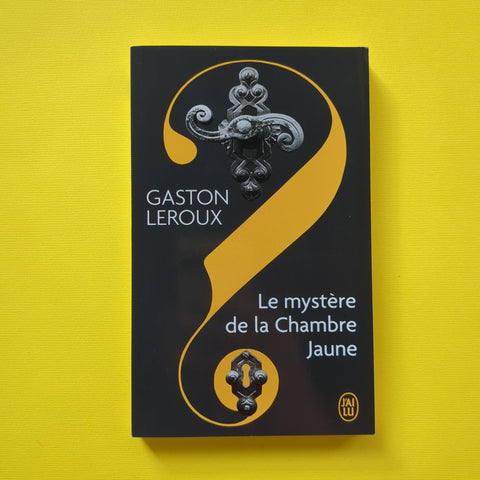 GASTON
LEROUX
Le mystère
de la Chambre
Jaune
J'AI
LU